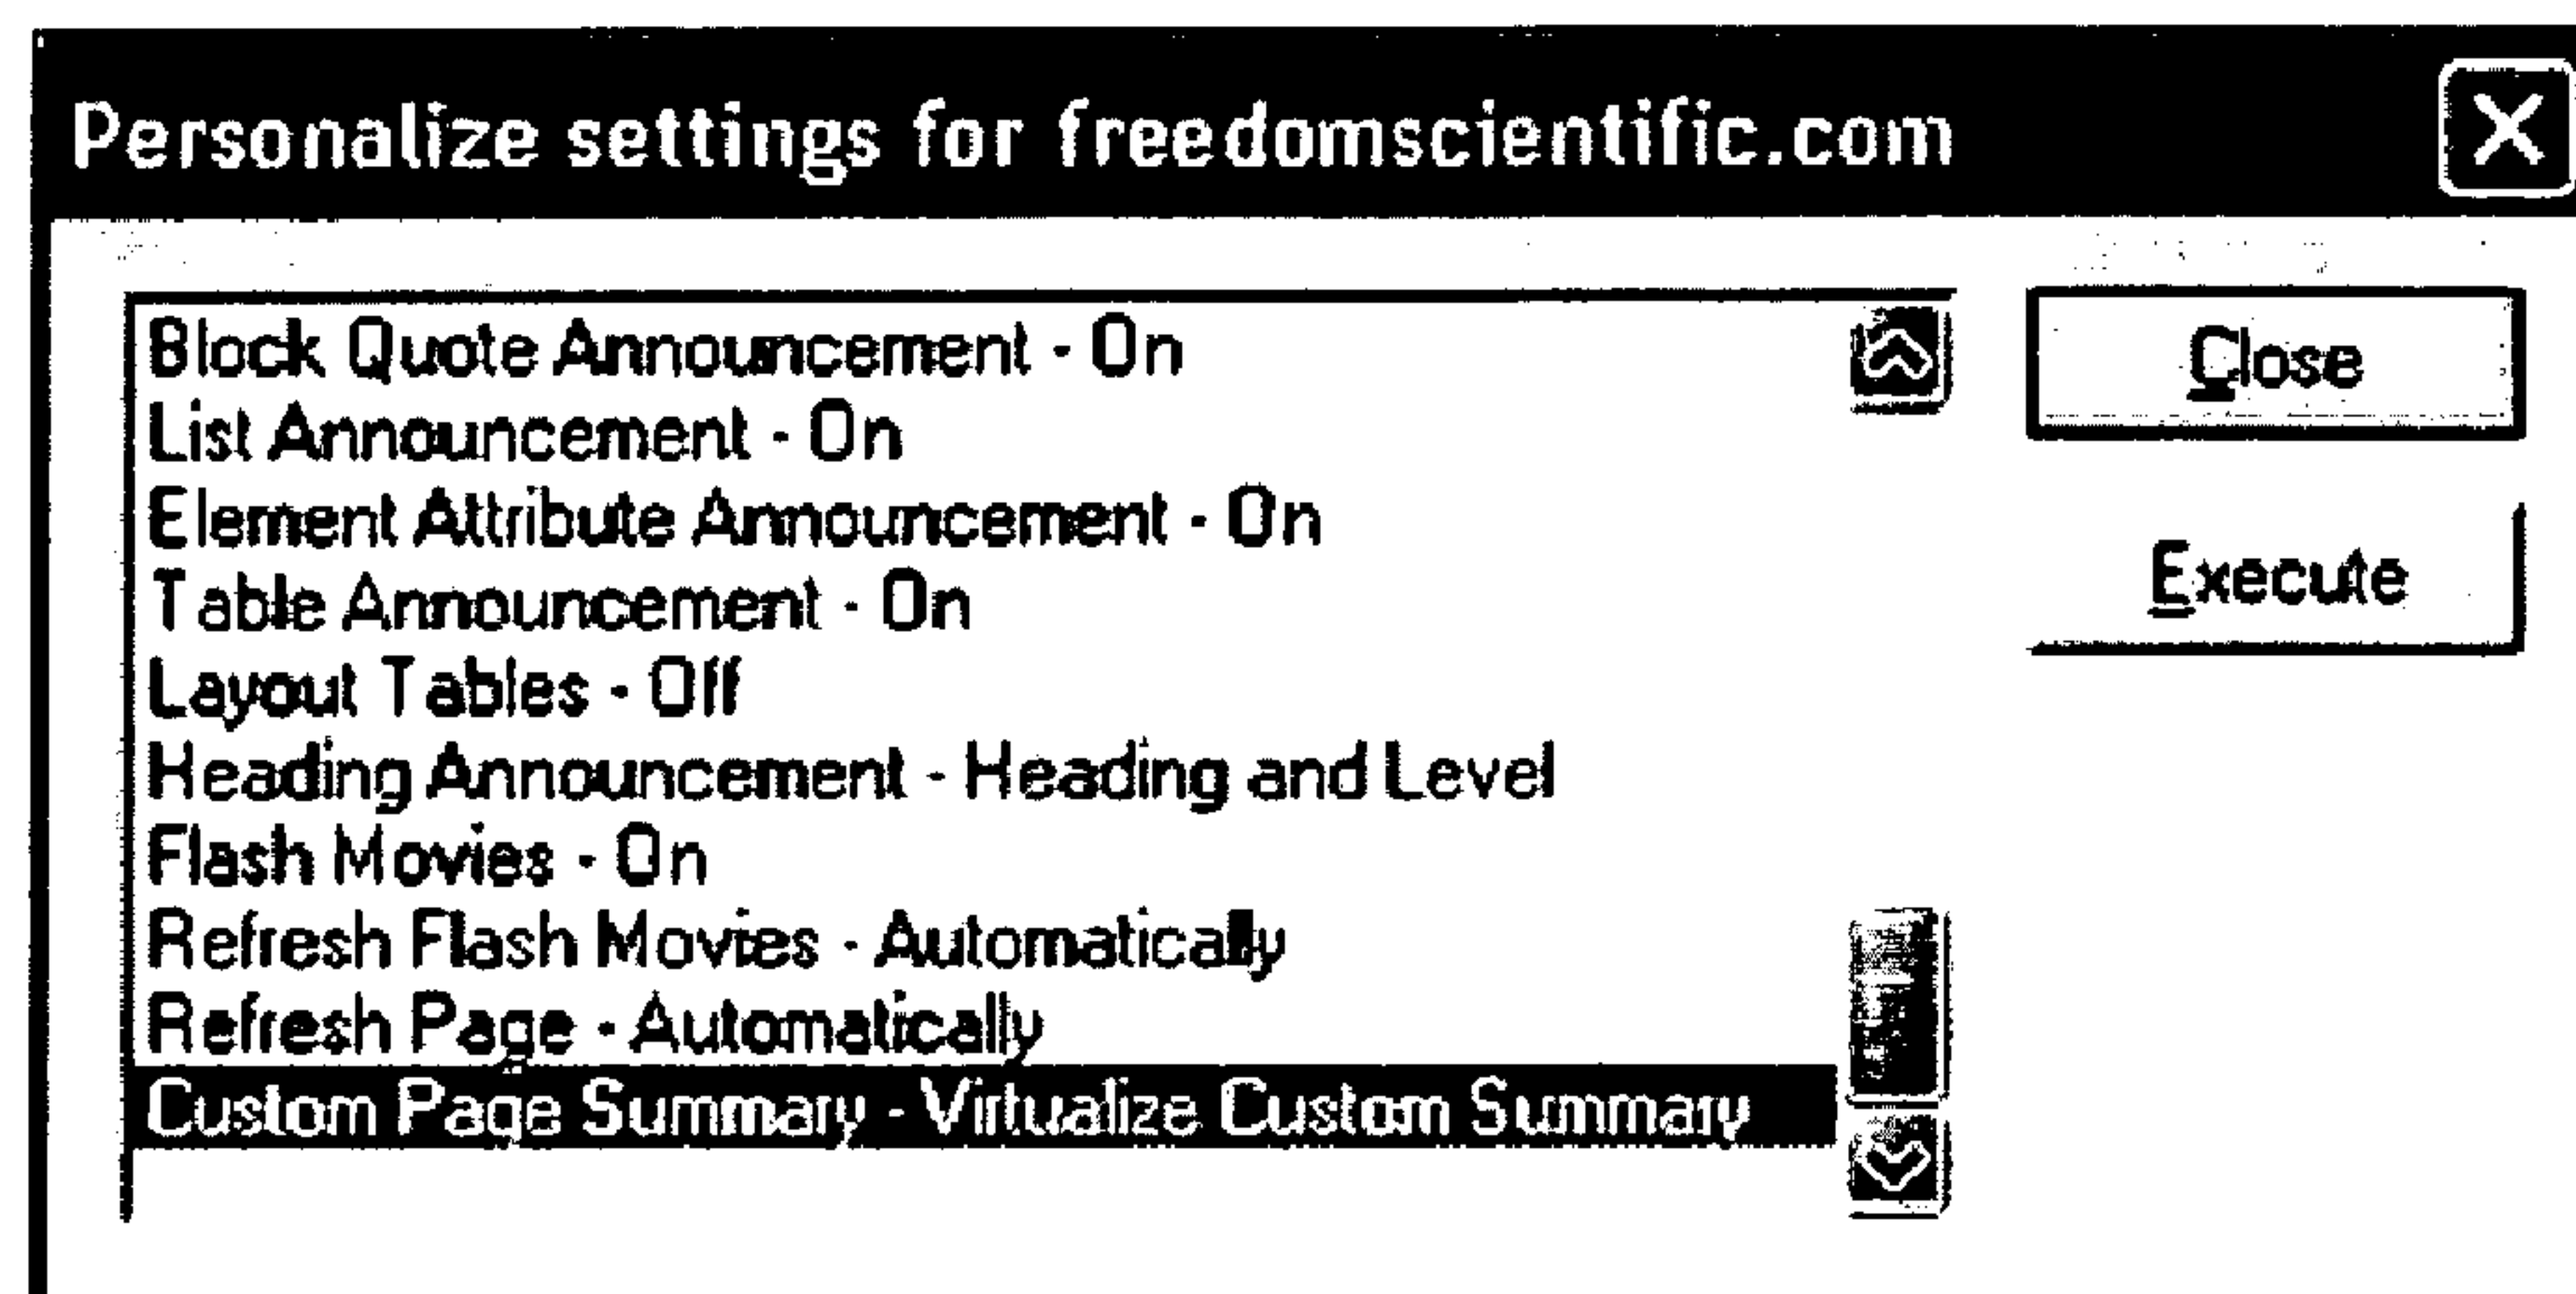 Personalize settings for freedomscientific.com
Block Quote Announcement - On
List Announcement - On
Element Attribute Announcement - On
Table Announcement - On
Layout Tables - Off
Heading Announcement - Heading and Level
Flash Movies - On
Refresh Flash Movies - Automatically
Refresh Page - Automatically
Custom Page Summary - Virtualize Custom Summary
Close
Execute